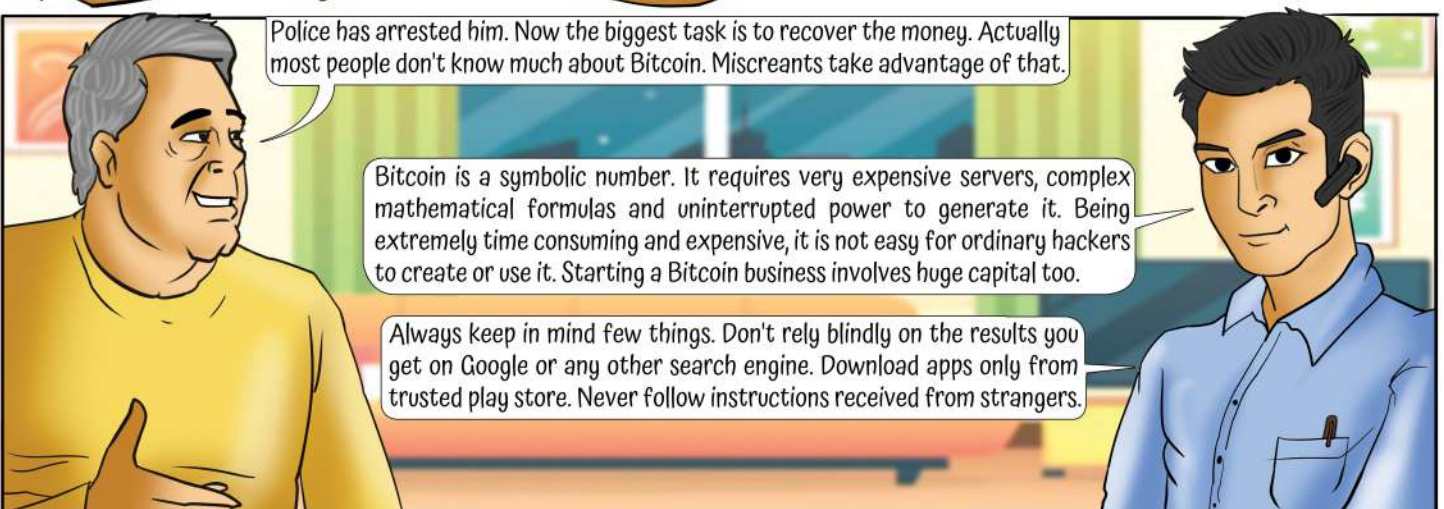 Police has arrested him. Now the biggest task is to recover the money. Actually
most people don't know much about Bitcoin. Miscreants take advantage of that.
Bitcoin is a symbolic number. It requires very expensive servers, complex
mathematical formulas and uninterrupted power to generate it. Being
extremely time consuming and expensive, it is not easy for ordinary hackers
to create or use it. Starting a Bitcoin business involves huge capital too.
Always keep in mind few things. Don't rely blindly on the results you
get on Google or any other search engine. Download apps only from
trusted play store. Never follow instructions received from strangers.